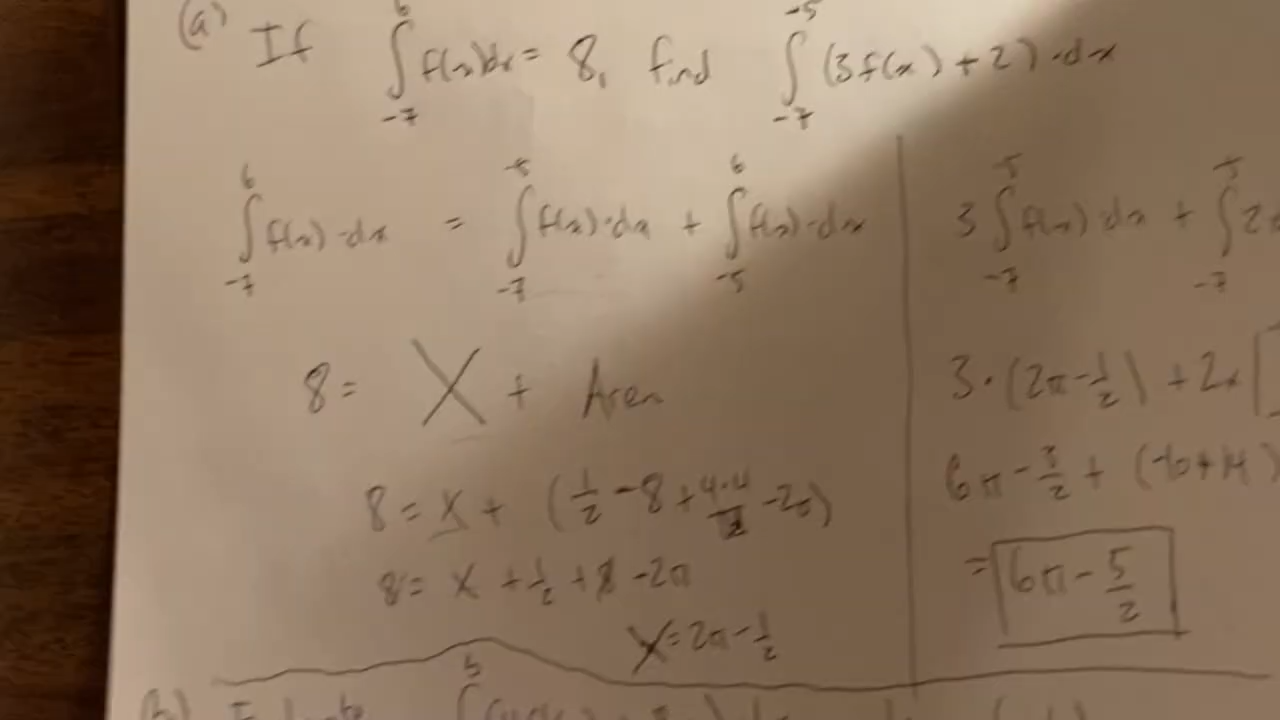 (a) If ∫_{-7}^{6} f(x)dx = 8, find ∫_{-7}^{-5} (3f(x)+2)·dx
∫_{-7}^{6} f(x)·dx = ∫_{-7}^{-5} f(x)·dx + ∫_{-5}^{6} f(x)·dx
8 = X + Area
8 = X + (1/2 - 8 + 4·4/2 - 2π)
8 = X + 1/2 + 8 - 2π
X = 2π - 1/2
3 ∫_{-7}^{-5} f(x)dx + ∫_{-7}^{-5} 2
3·(2π - 1/2) + 2x
6π - 3/2 + (-10+14)
= 6π - 5/2
(b)